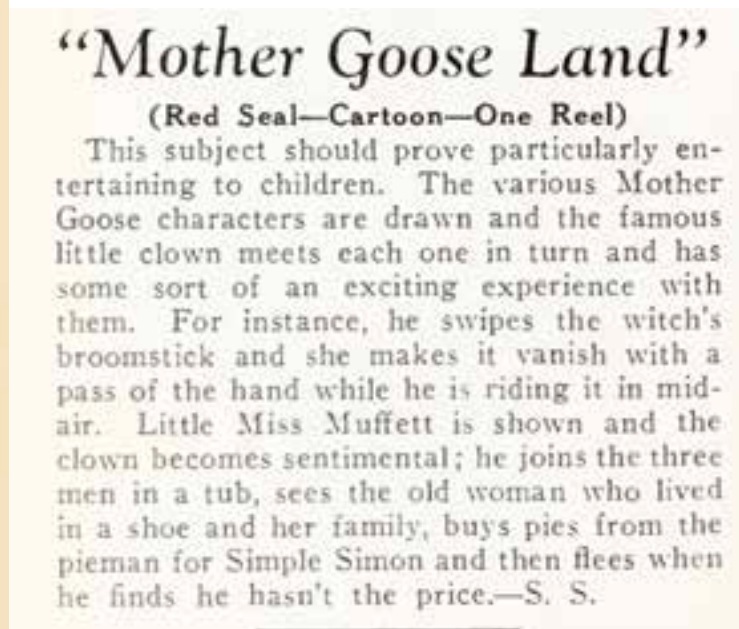 "Mother Goose Land"
(Red Seal—Cartoon—One Reel)
This subject should prove particularly en-
tertaining to children. The various Mother
Goose characters are drawn and the famous
little clown meets each one in turn and has
some sort of an exciting experience with
them. For instance, he swipes the witch's
broomstick and she makes it vanish with a
pass of the hand while he is riding it in mid-
air. Little Miss Muffett is shown and the
clown becomes sentimental; he joins the three
men in a tub, sees the old woman who lived
in a shoe and her family, buys pies from the
pieman for Simple Simon and then flees when
he finds he hasn't the price.—S. S.